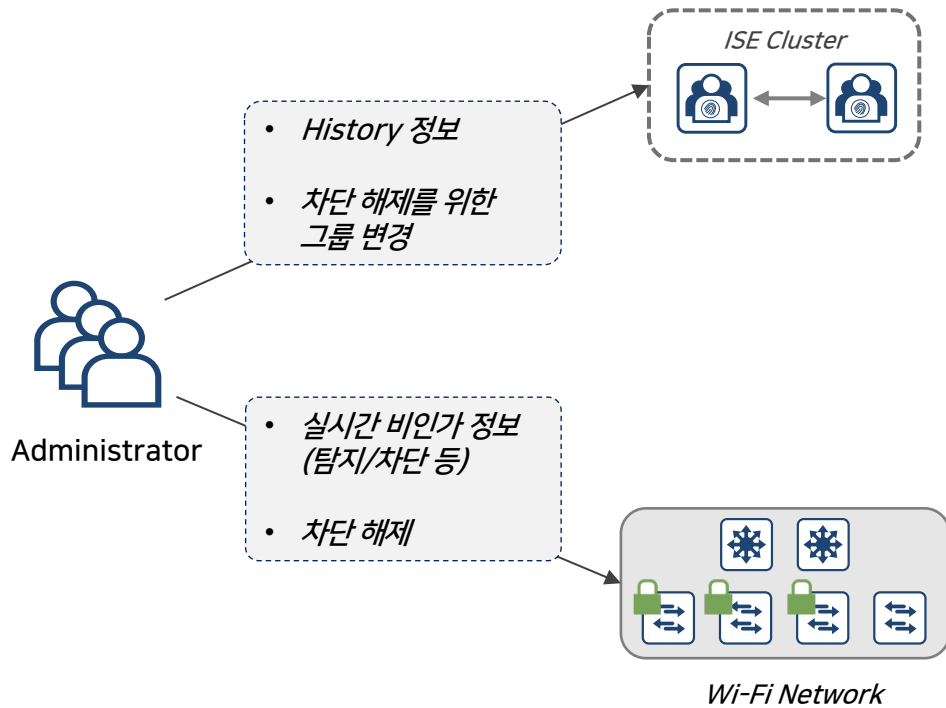 ISE Cluster
• History 정보
• 차단 해제를 위한
그룹 변경
Administrator
• 실시간 비인가 정보
(탐지/차단 등)
• 차단 해제
Wi-Fi Network